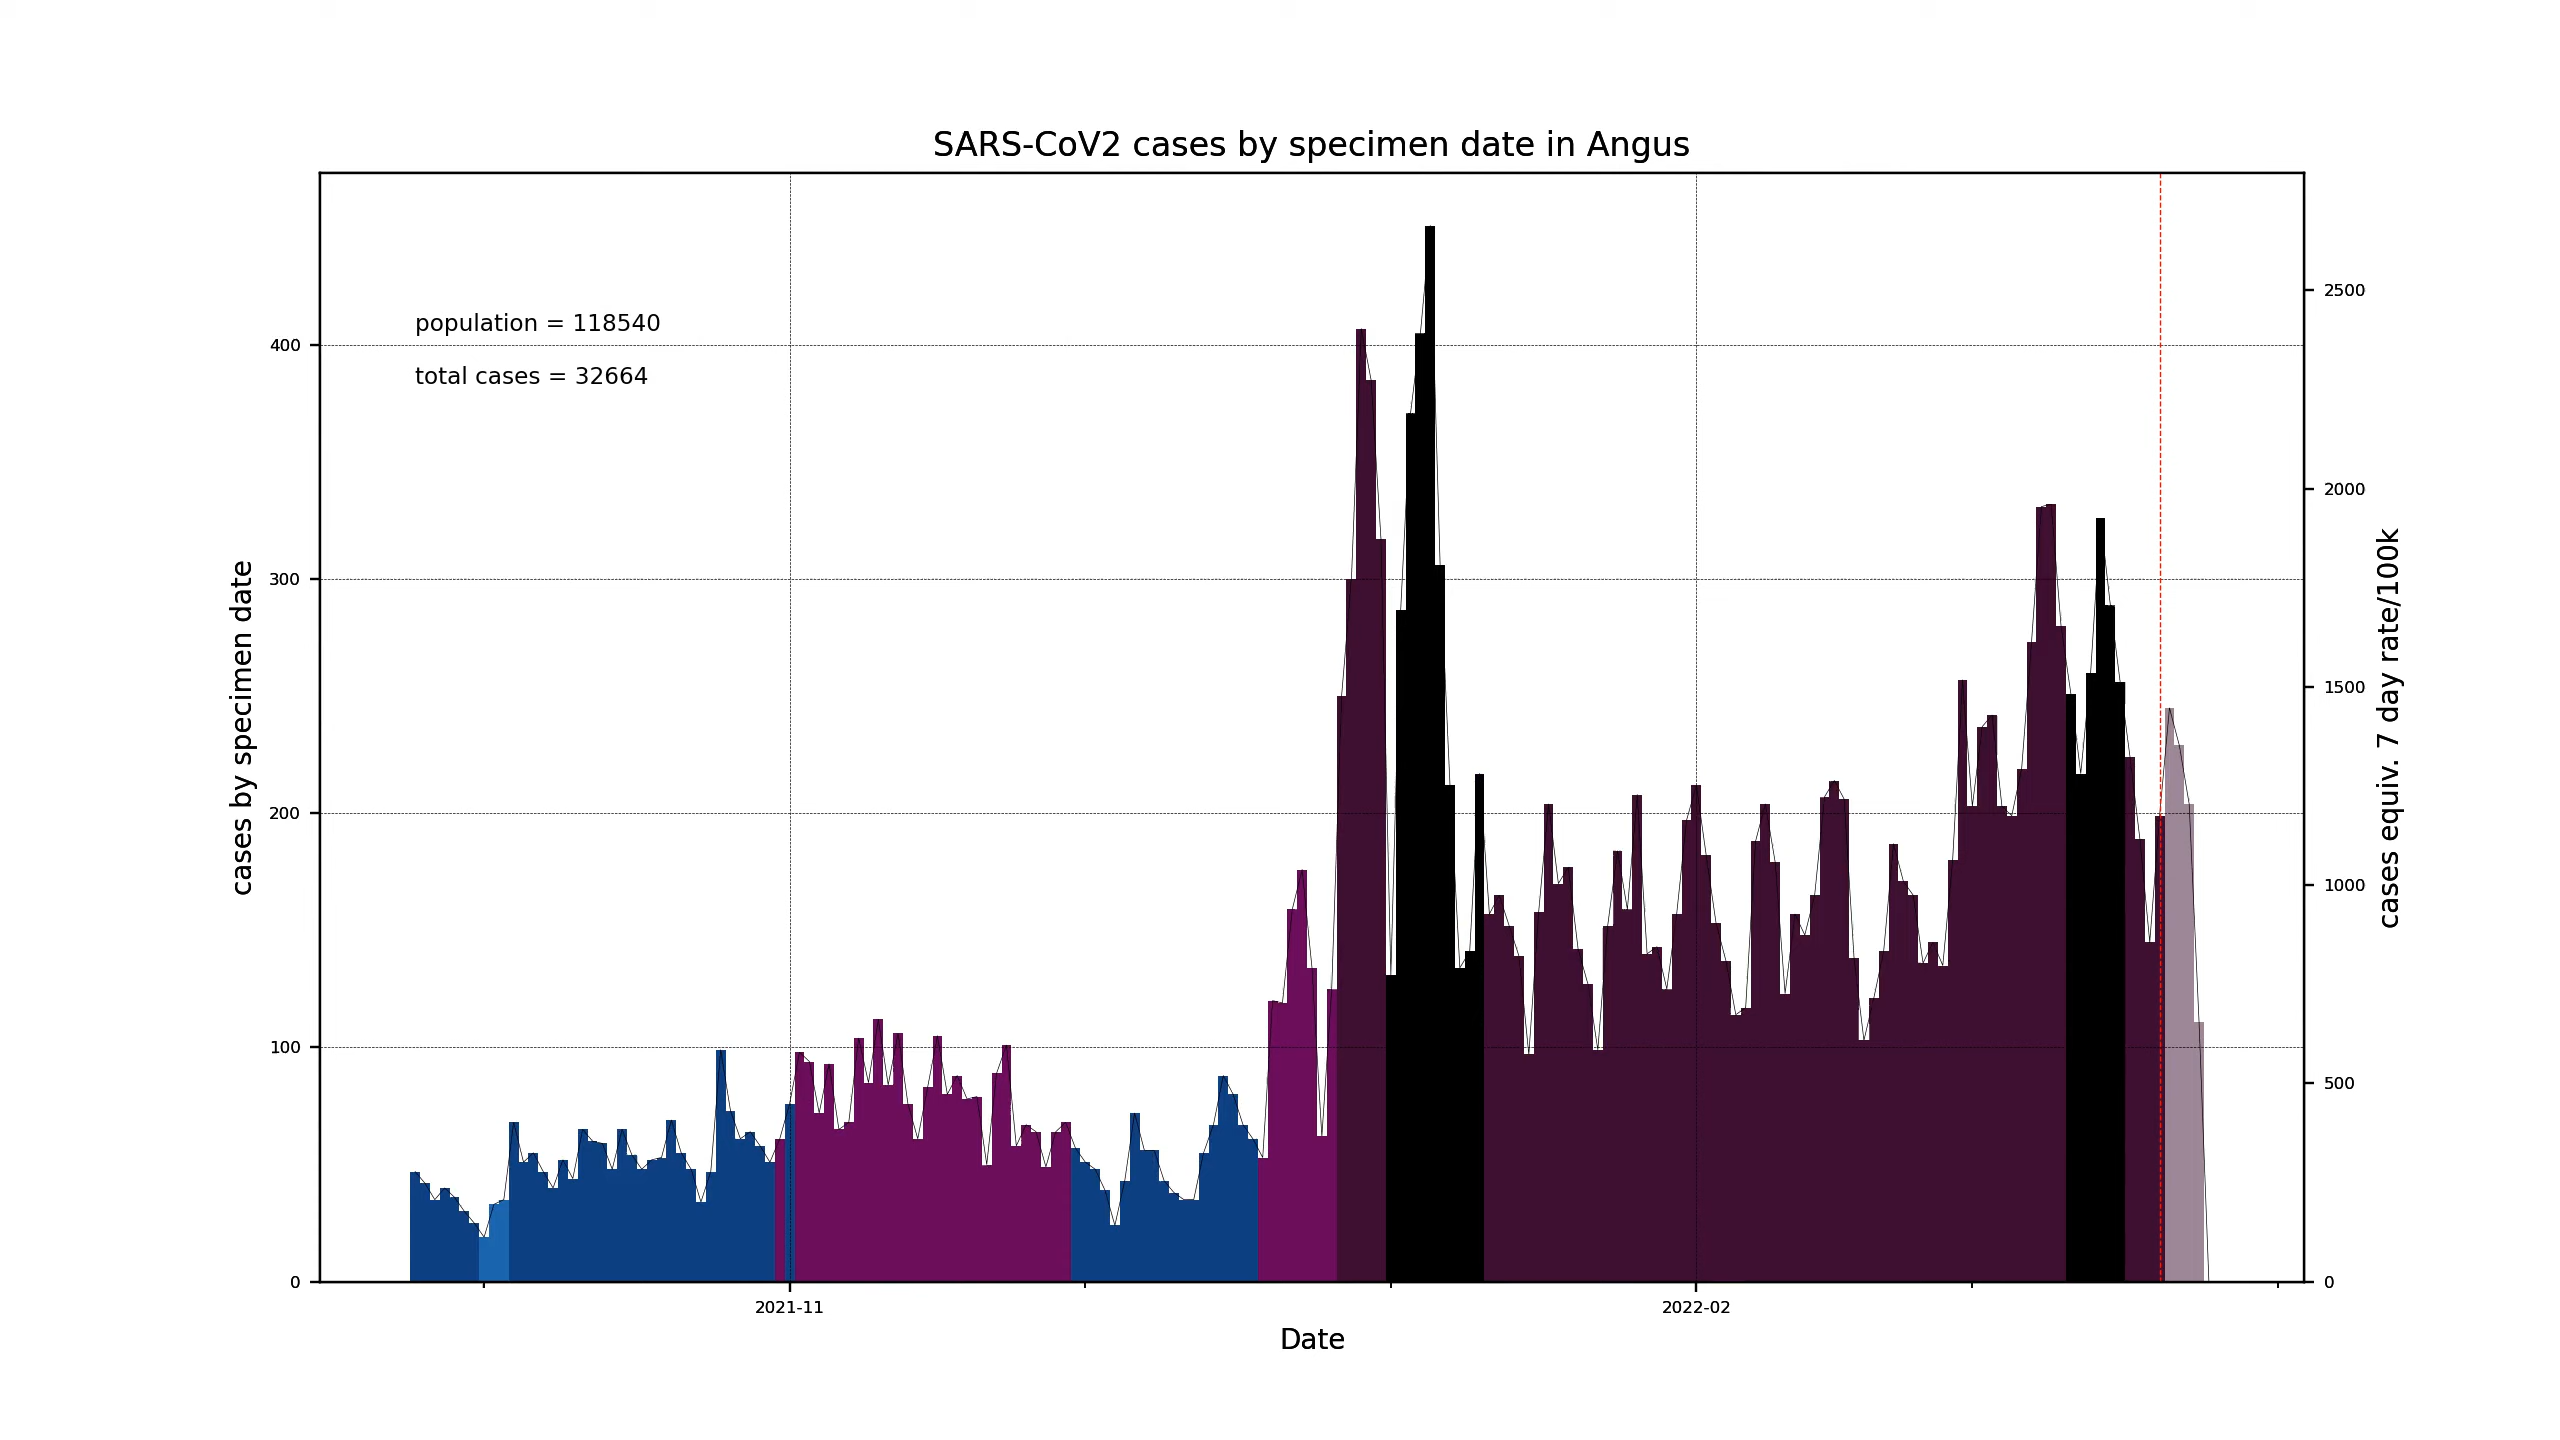 SARS-CoV2 cases by specimen date in Angus
population = 118540
total cases = 32664
cases by specimen date
400
300
200
100
0
2500
2000
1500
1000
500
0
cases equiv. 7 day rate/100k
2021-11
2022-02
Date